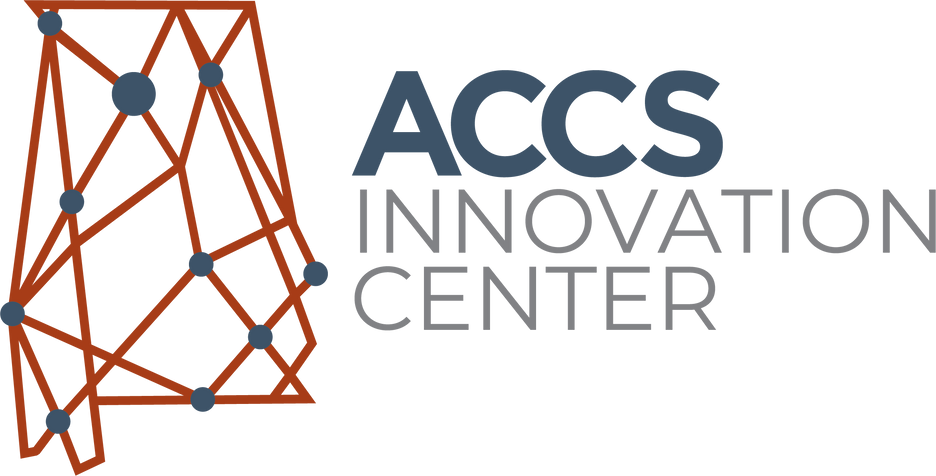 ACCS
INNOVATION
CENTER